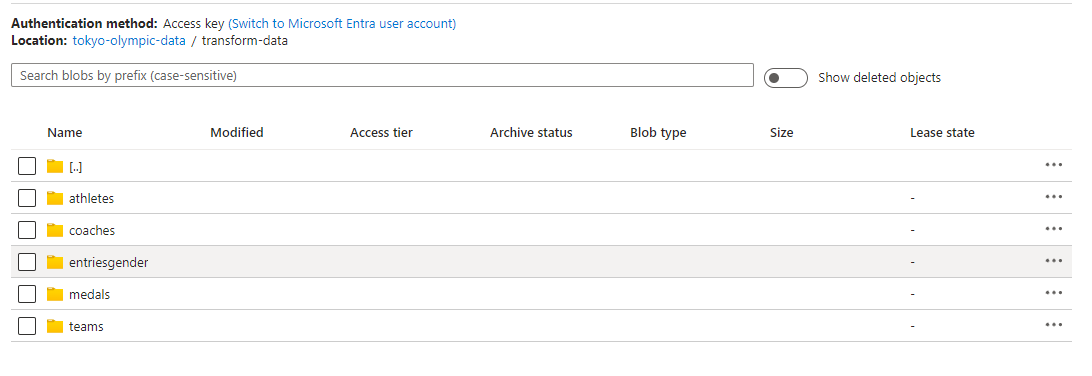 Authentication method: Access key (Switch to Microsoft Entra user account)
Location: tokyo-olympic-data / transform-data
Search blobs by prefix (case-sensitive)
Show deleted objects
Name Modified Access tier Archive status Blob type Size Lease state
[..] •••
athletes - •••
coaches - •••
entriesgender - •••
medals - •••
teams - •••